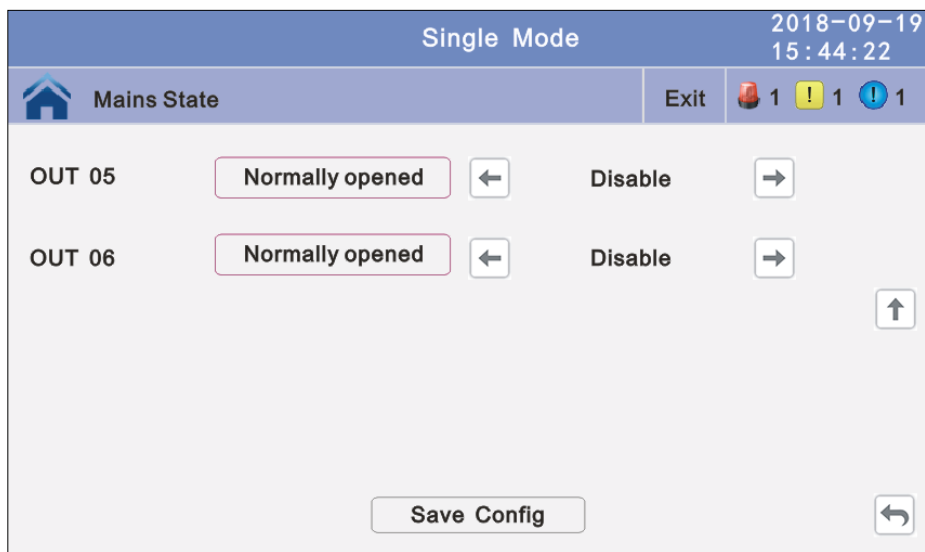 Single Mode
2018-09-19
15:44:22
Mains State
Exit
1
! 1
! 1
OUT 05 Normally opened Disable
OUT 06 Normally opened Disable
Save Config